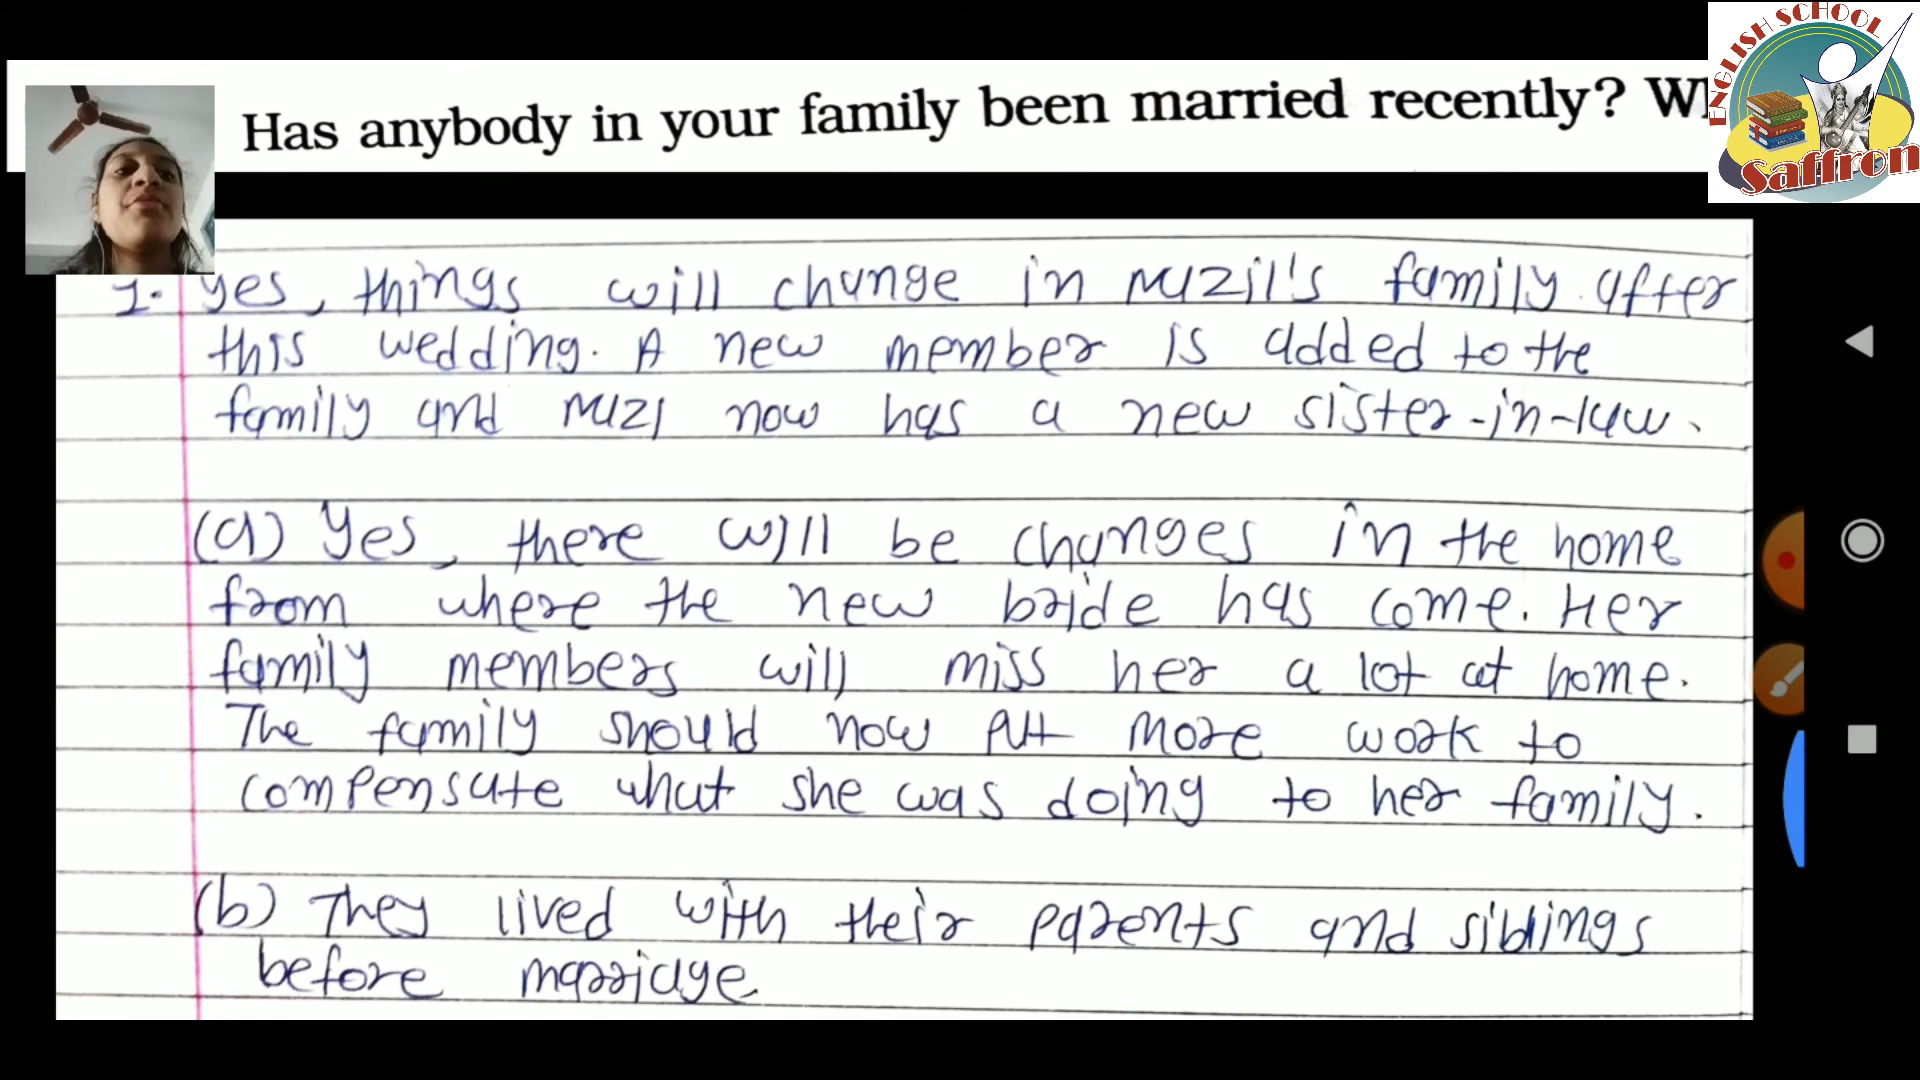 Has anybody in your family been married recently? Wh
ENGLISH SCHOOL
Saffron
1. Yes, things will change in Nazil's family after
this wedding. A new member is added to the
family and Nazi now has a new sister-in-law.
(a) Yes, there will be changes in the home
from where the new bride has come. Her
family members will miss her a lot at home.
The family should now put more work to
compensate what she was doing to her family.
(b) They lived with their parents and siblings
before marriage.